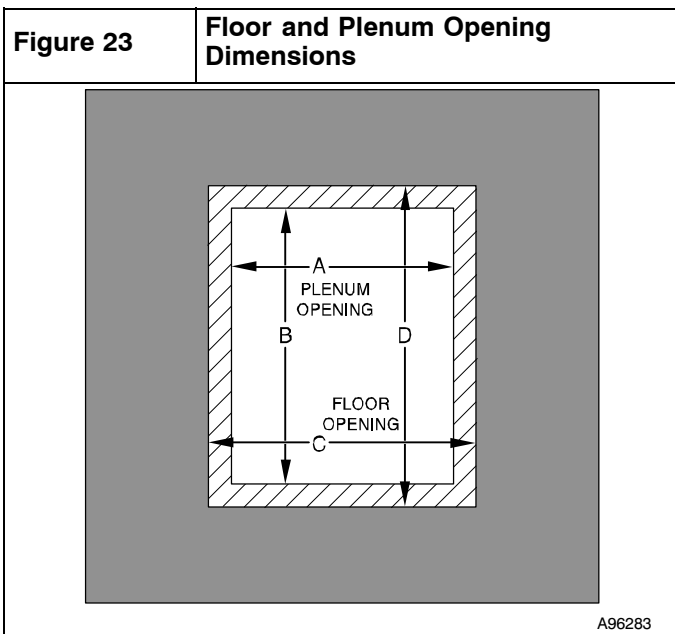 Figure 23
Floor and Plenum Opening
Dimensions
A
PLENUM
OPENING
B
D
FLOOR
OPENING
C
A96283